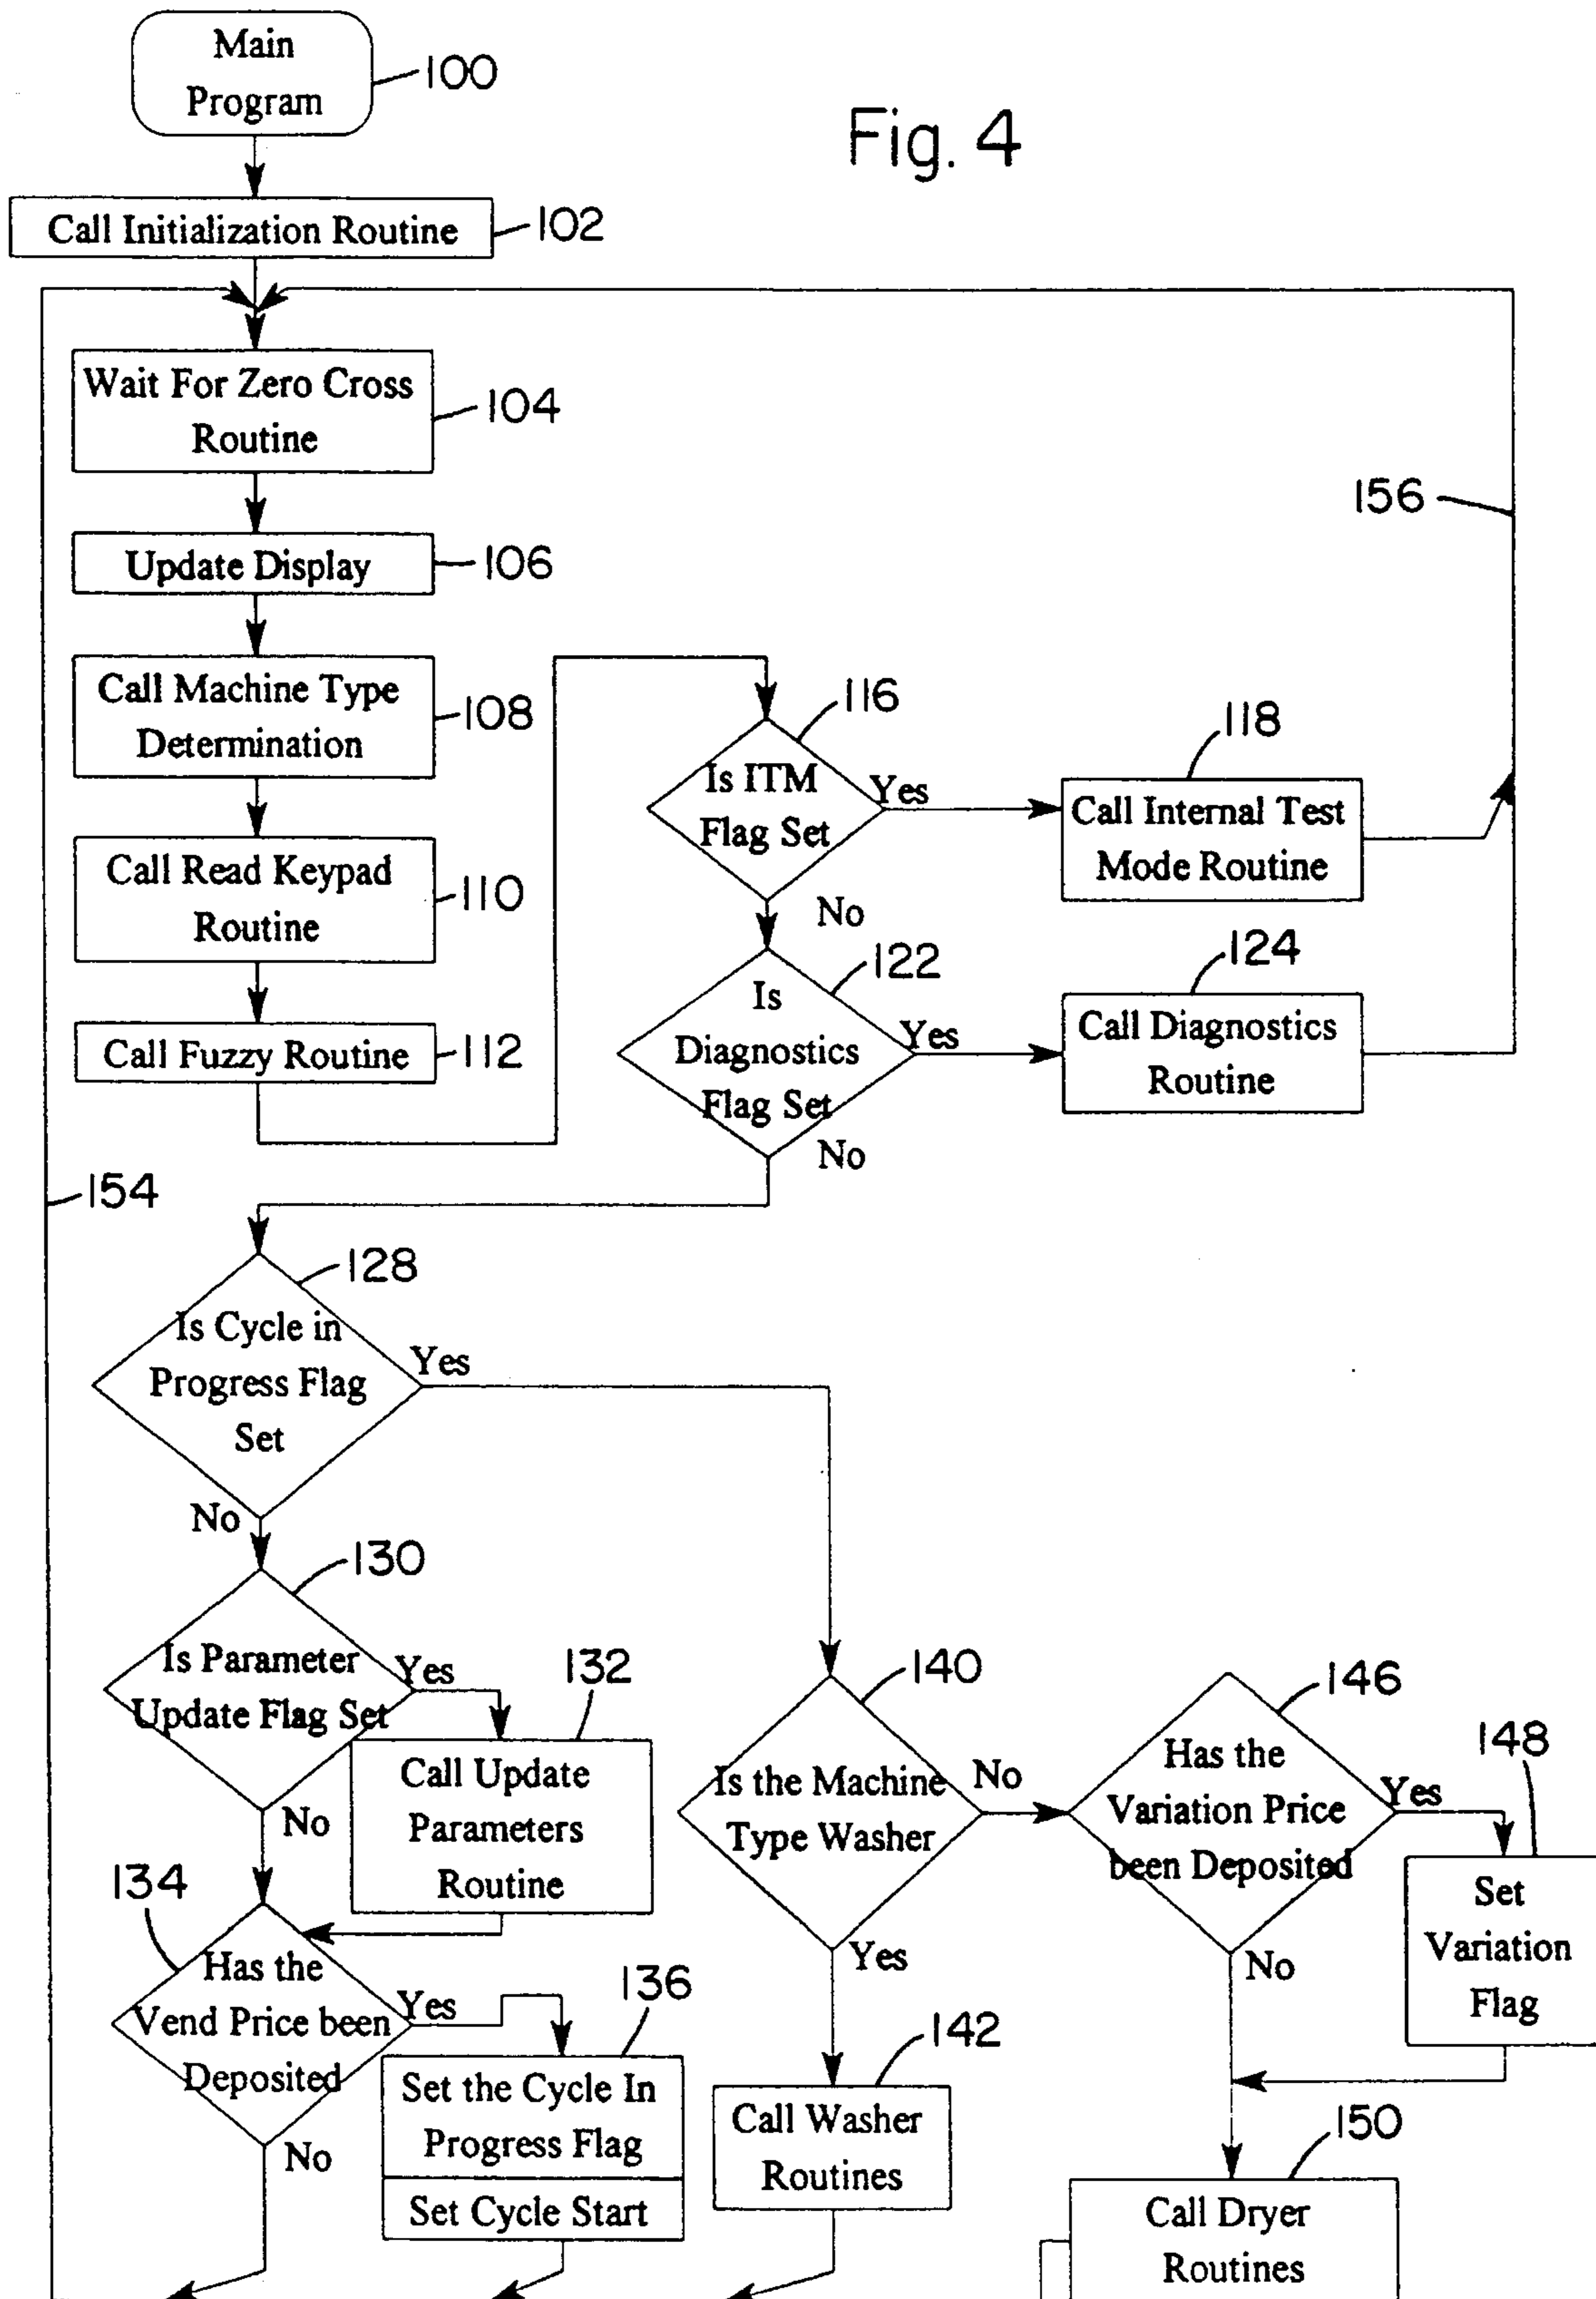 Main
Program
100
Fig. 4
Call Initialization Routine
102
Wait For Zero Cross
Routine
104
156
Update Display
106
Call Machine Type
Determination
108
116
Is ITM
Flag Set
Yes
No
118
Call Internal Test
Mode Routine
Call Read Keypad
Routine
110
122
Is
Diagnostics
Flag Set
Yes
No
124
Call Diagnostics
Routine
Call Fuzzy Routine
112
154
128
Is Cycle in
Progress Flag
Set
Yes
No
130
Is Parameter
Update Flag Set
Yes
No
132
Call Update
Parameters
Routine
134
Has the
Vend Price been
Deposited
Yes
No
136
Set the Cycle In
Progress Flag
Set Cycle Start
140
Is the Machine
Type Washer
No
Yes
142
Call Washer
Routines
146
Has the
Variation Price
been Deposited
Yes
No
148
Set
Variation
Flag
150
Call Dryer
Routines